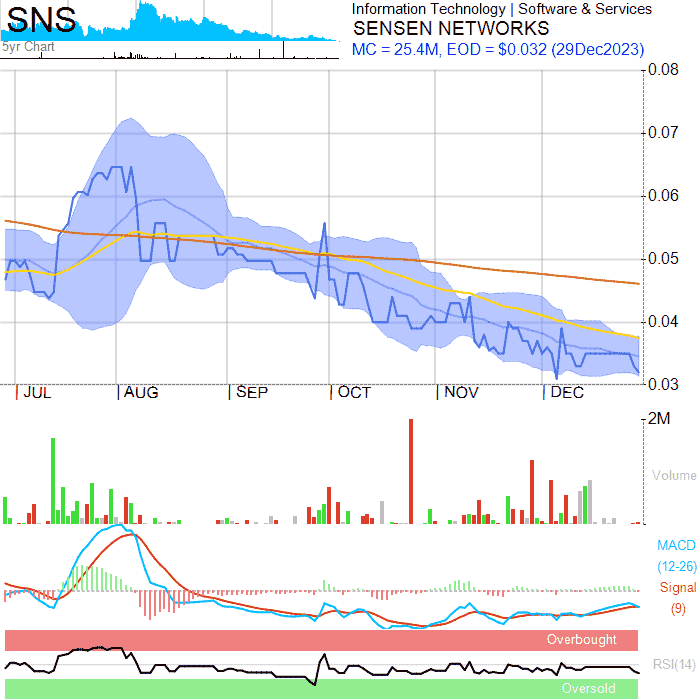 SNS
5yr Chart
Information Technology | Software & Services
SENSEN NETWORKS
MC = 25.4M, EOD = $0.032 (29Dec2023)
0.08
0.07
0.06
0.05
0.04
0.03
JUL AUG SEP OCT NOV DEC
2M
Volume
MACD
(12-26)
Signal
(9)
Overbought
RSI(14)
Oversold